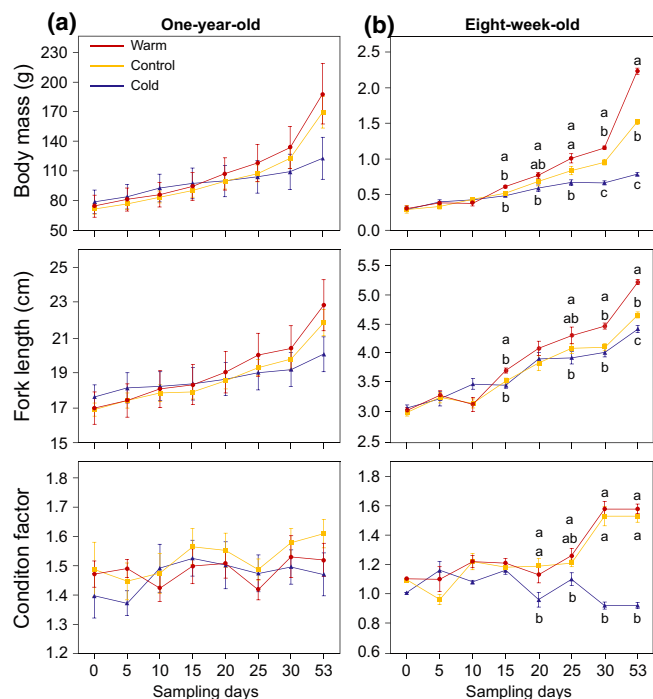 (a) One-year-old
(b) Eight-week-old
Warm
Control
Cold
Body mass (g)
230
200
170
140
110
80
50
2.5
2.0
1.5
1.0
0.5
0.0
a
b
c
a
b
c
a
a
b
a
ab
b
a
b
Fork length (cm)
25
23
21
19
17
15
5.5
5.0
4.5
4.0
3.5
3.0
2.5
a
b
c
a
b
b
a
ab
b
a
b
Conditon factor
1.8
1.7
1.6
1.5
1.4
1.3
1.2
1.8
1.6
1.4
1.2
1.0
0.8
0.6
a
a
b
a
a
b
a
ab
b
a
a
b
0 5 10 15 20 25 30 53
Sampling days
0 5 10 15 20 25 30 53
Sampling days